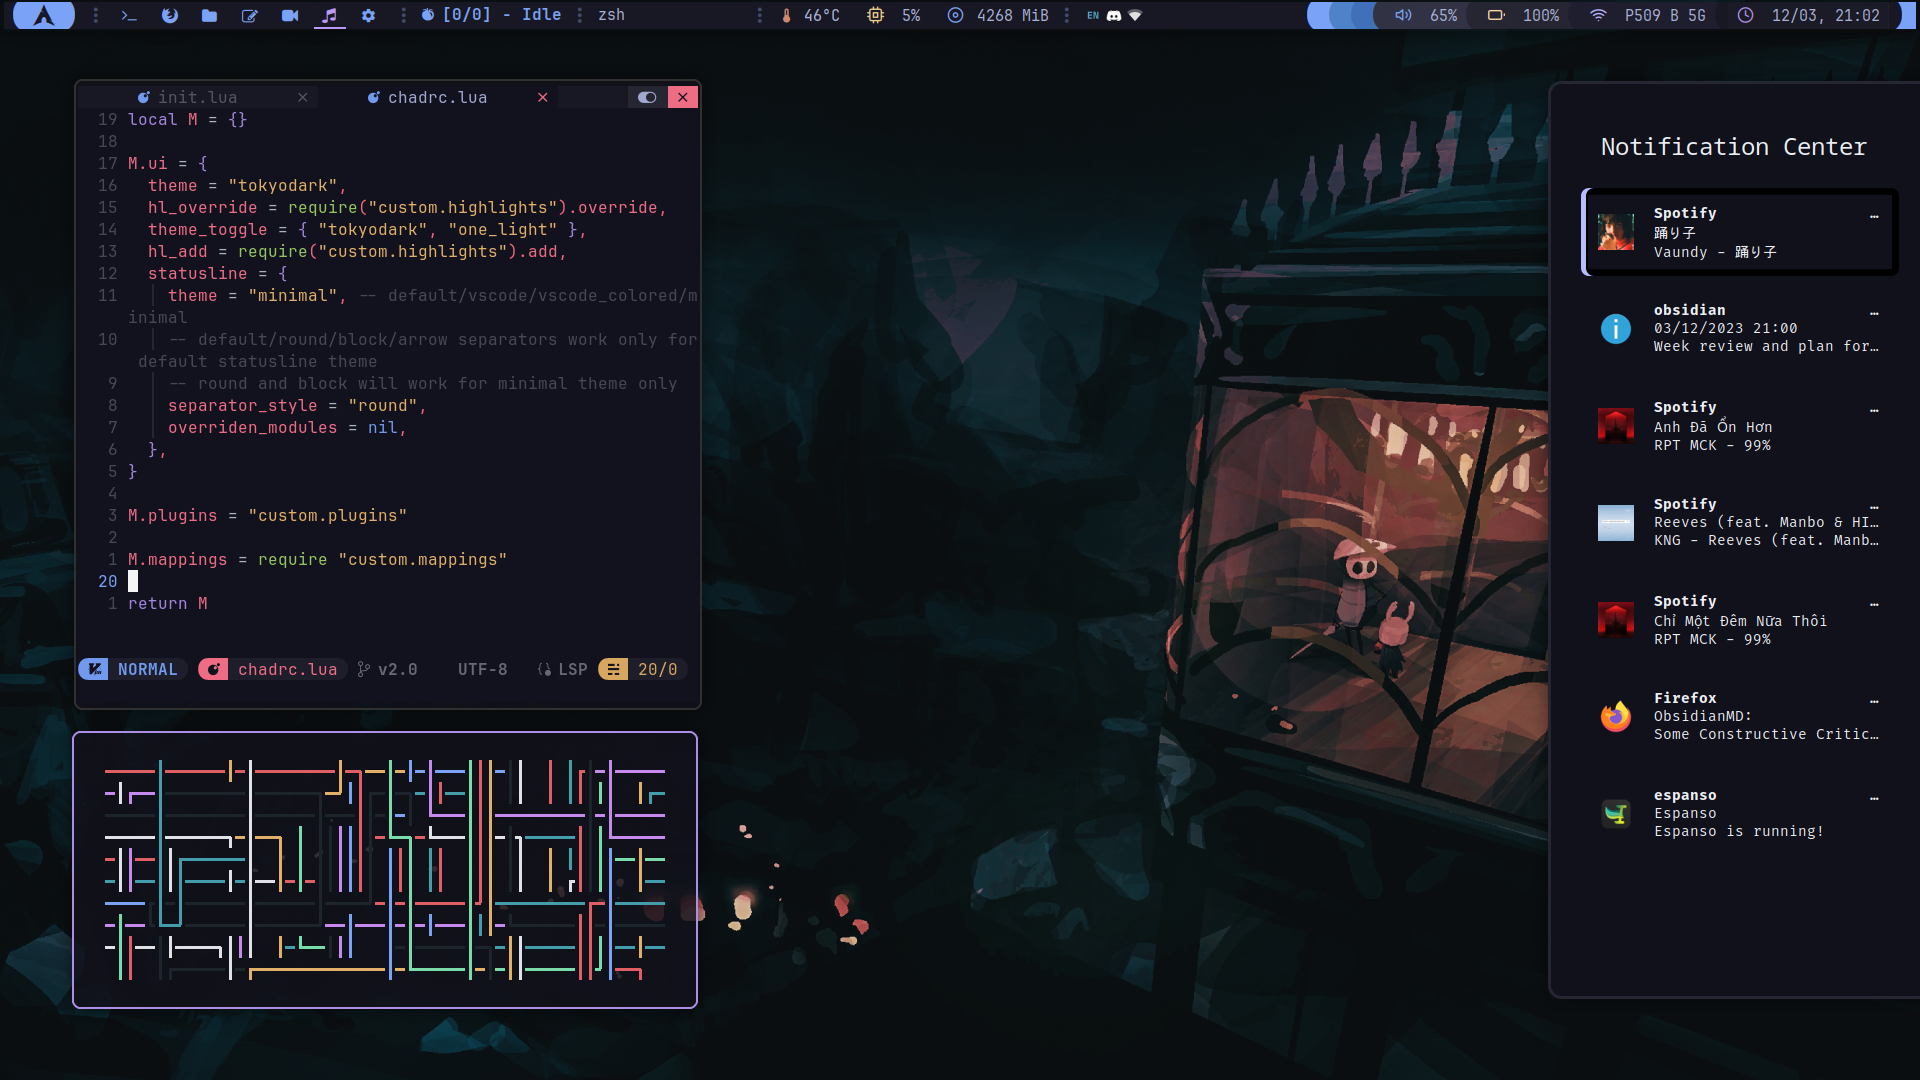 [0/0] - Idle
zsh
46°C
5%
4268 MiB
EN
65%
100%
P509 B 5G
12/03, 21:02
init.lua
chadrc.lua
19 local M = {}
18
17 M.ui = {
16 theme = "tokyodark",
15 hl_override = require("custom.highlights").override,
14 theme_toggle = { "tokyodark", "one_light" },
13 hl_add = require("custom.highlights").add,
12 statusline = {
11 theme = "minimal", -- default/vscode/vscode_colored/m
inimal
10 -- default/round/block/arrow separators work only for
default statusline theme
9 -- round and block will work for minimal theme only
8 separator_style = "round",
7 overriden_modules = nil,
6 },
5 }
4
3 M.plugins = "custom.plugins"
2
1 M.mappings = require "custom.mappings"
20
1 return M
NORMAL chadrc.lua v2.0 UTF-8 LSP 20/0
Notification Center
Spotify …
踊り子
Vaundy - 踊り子
obsidian …
03/12/2023 21:00
Week review and plan for…
Spotify …
Anh Đã Ổn Hơn
RPT MCK - 99%
Spotify …
Reeves (feat. Manbo & HI…
KNG - Reeves (feat. Manb…
Spotify …
Chỉ Một Đêm Nữa Thôi
RPT MCK - 99%
Firefox …
ObsidianMD:
Some Constructive Critic…
espanso …
Espanso
Espanso is running!